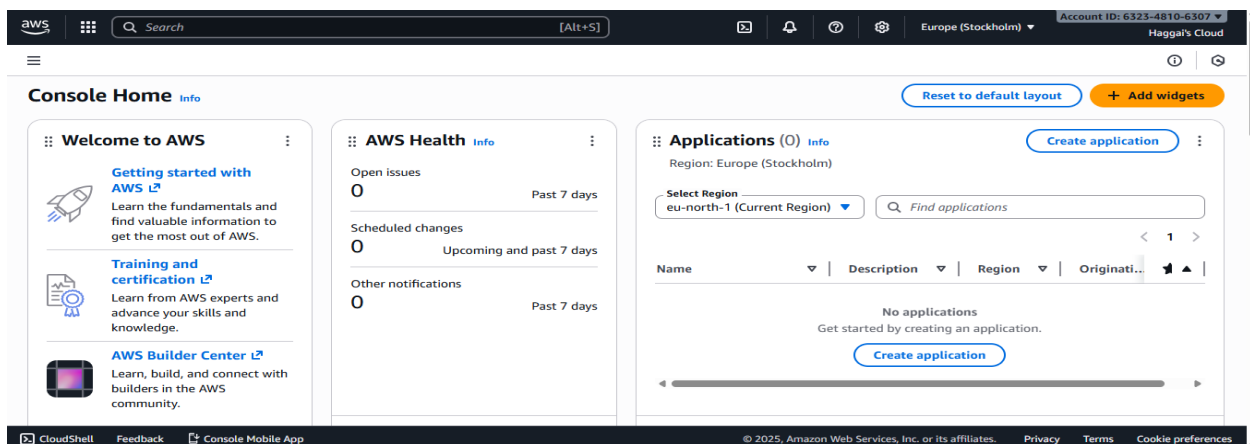 aws
Search [Alt+S]
Europe (Stockholm)
Account ID: 6323-4810-6307
Haggai's Cloud
Console Home Info
Reset to default layout
+ Add widgets
Welcome to AWS
Getting started with
AWS
Learn the fundamentals and
find valuable information to
get the most out of AWS.
Training and
certification
Learn from AWS experts and
advance your skills and
knowledge.
AWS Builder Center
Learn, build, and connect with
builders in the AWS
community.
AWS Health Info
Open issues
0 Past 7 days
Scheduled changes
0 Upcoming and past 7 days
Other notifications
0 Past 7 days
Applications (0) Info
Create application
Region: Europe (Stockholm)
Select Region
eu-north-1 (Current Region)
Find applications
1
Name Description Region Originati...
No applications
Get started by creating an application.
Create application
CloudShell Feedback Console Mobile App © 2025, Amazon Web Services, Inc. or its affiliates. Privacy Terms Cookie preferences